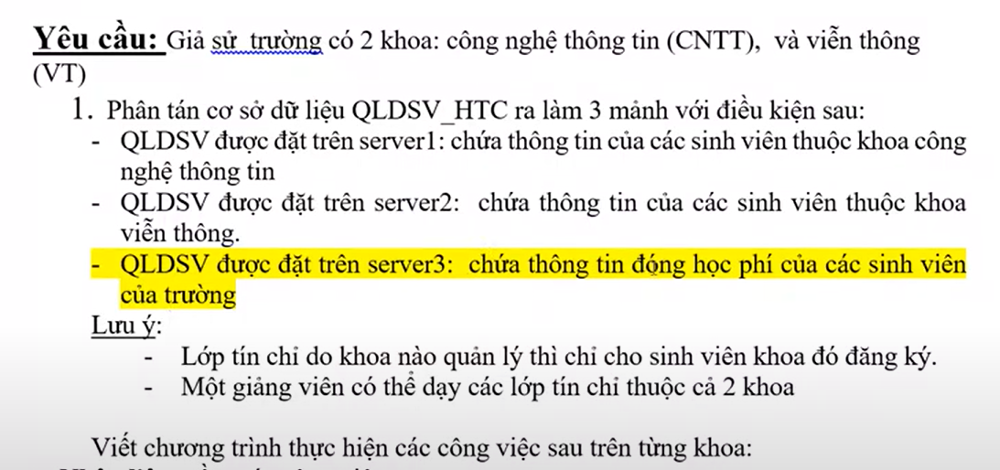 Yêu cầu: Giả sử trường có 2 khoa: công nghệ thông tin (CNTT), và viễn thông
(VT)
1. Phân tán cơ sở dữ liệu QLDSV_HTC ra làm 3 mảnh với điều kiện sau:
- QLDSV được đặt trên server1: chứa thông tin của các sinh viên thuộc khoa công
nghệ thông tin
- QLDSV được đặt trên server2: chứa thông tin của các sinh viên thuộc khoa
viễn thông.
- QLDSV được đặt trên server3: chứa thông tin đóng học phí của các sinh viên
của trường
Lưu ý:
- Lớp tín chỉ do khoa nào quản lý thì chỉ cho sinh viên khoa đó đăng ký.
- Một giảng viên có thể dạy các lớp tín chỉ thuộc cả 2 khoa
Viết chương trình thực hiện các công việc sau trên từng khoa: